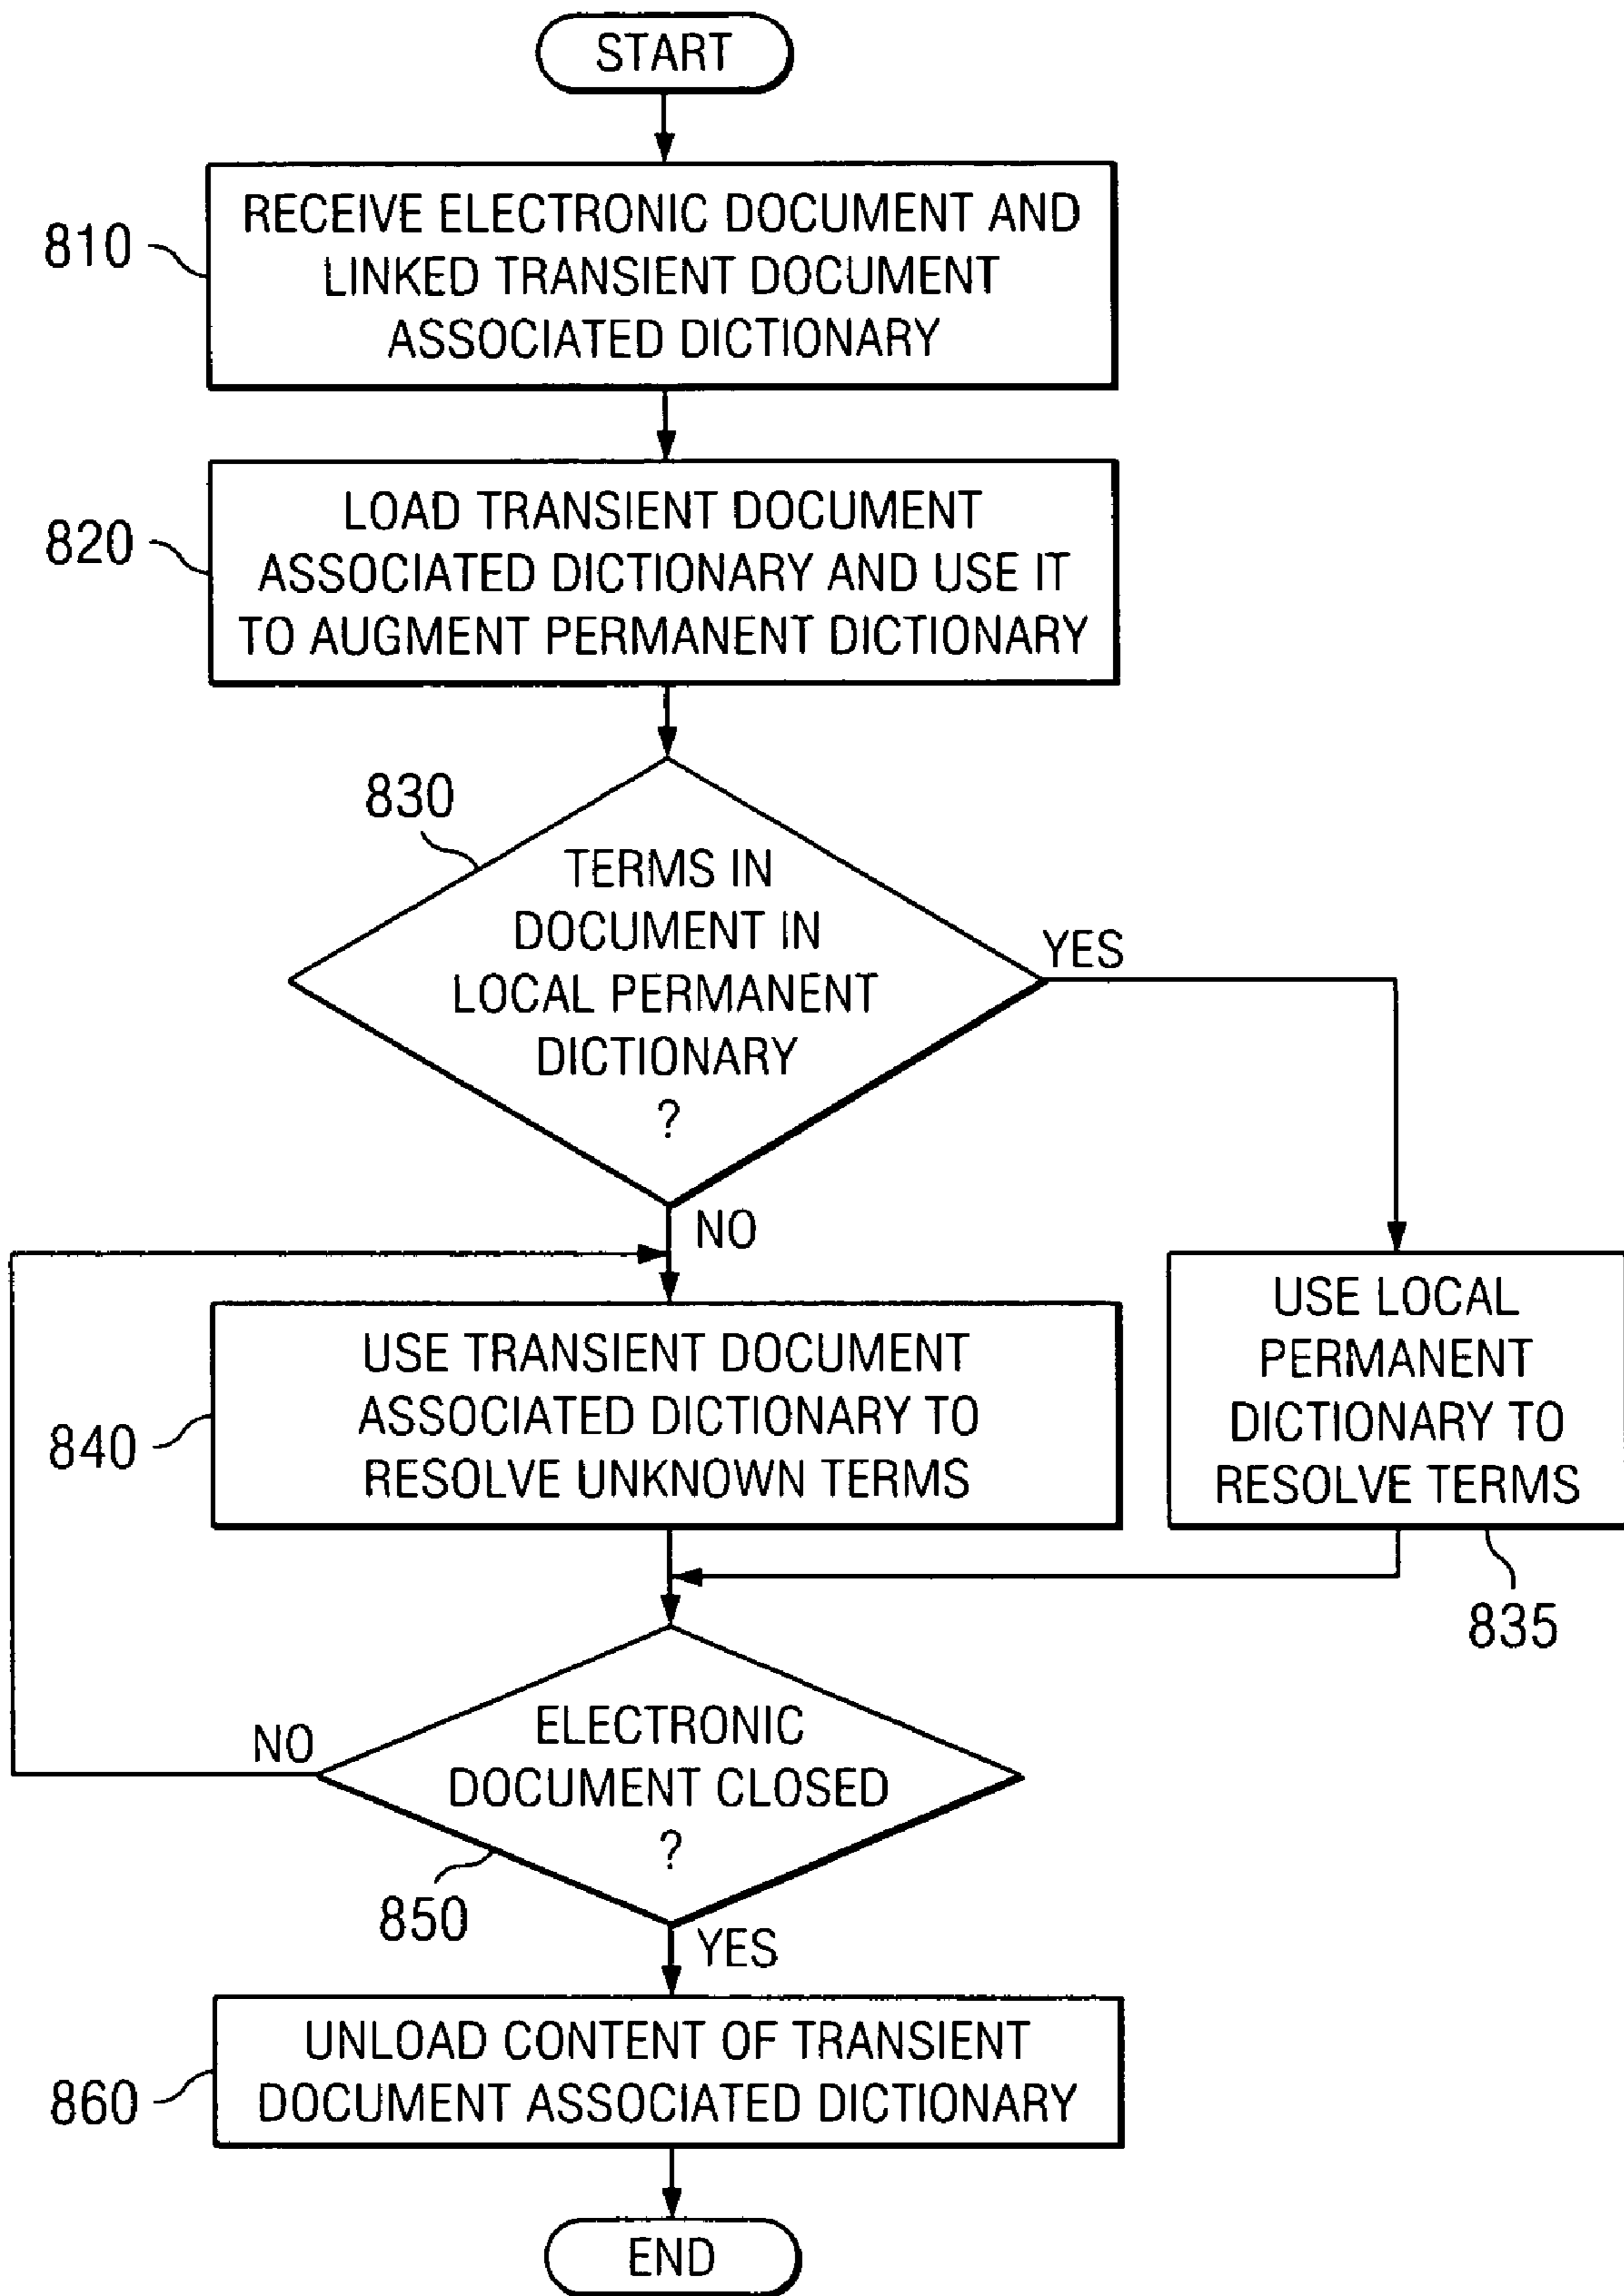 START
810
RECEIVE ELECTRONIC DOCUMENT AND
LINKED TRANSIENT DOCUMENT
ASSOCIATED DICTIONARY
820
LOAD TRANSIENT DOCUMENT
ASSOCIATED DICTIONARY AND USE IT
TO AUGMENT PERMANENT DICTIONARY
830
TERMS IN
DOCUMENT IN
LOCAL PERMANENT
DICTIONARY
?
YES
NO
USE LOCAL
PERMANENT
DICTIONARY TO
RESOLVE TERMS
835
840
USE TRANSIENT DOCUMENT
ASSOCIATED DICTIONARY TO
RESOLVE UNKNOWN TERMS
NO
ELECTRONIC
DOCUMENT CLOSED
?
850
YES
860
UNLOAD CONTENT OF TRANSIENT
DOCUMENT ASSOCIATED DICTIONARY
END